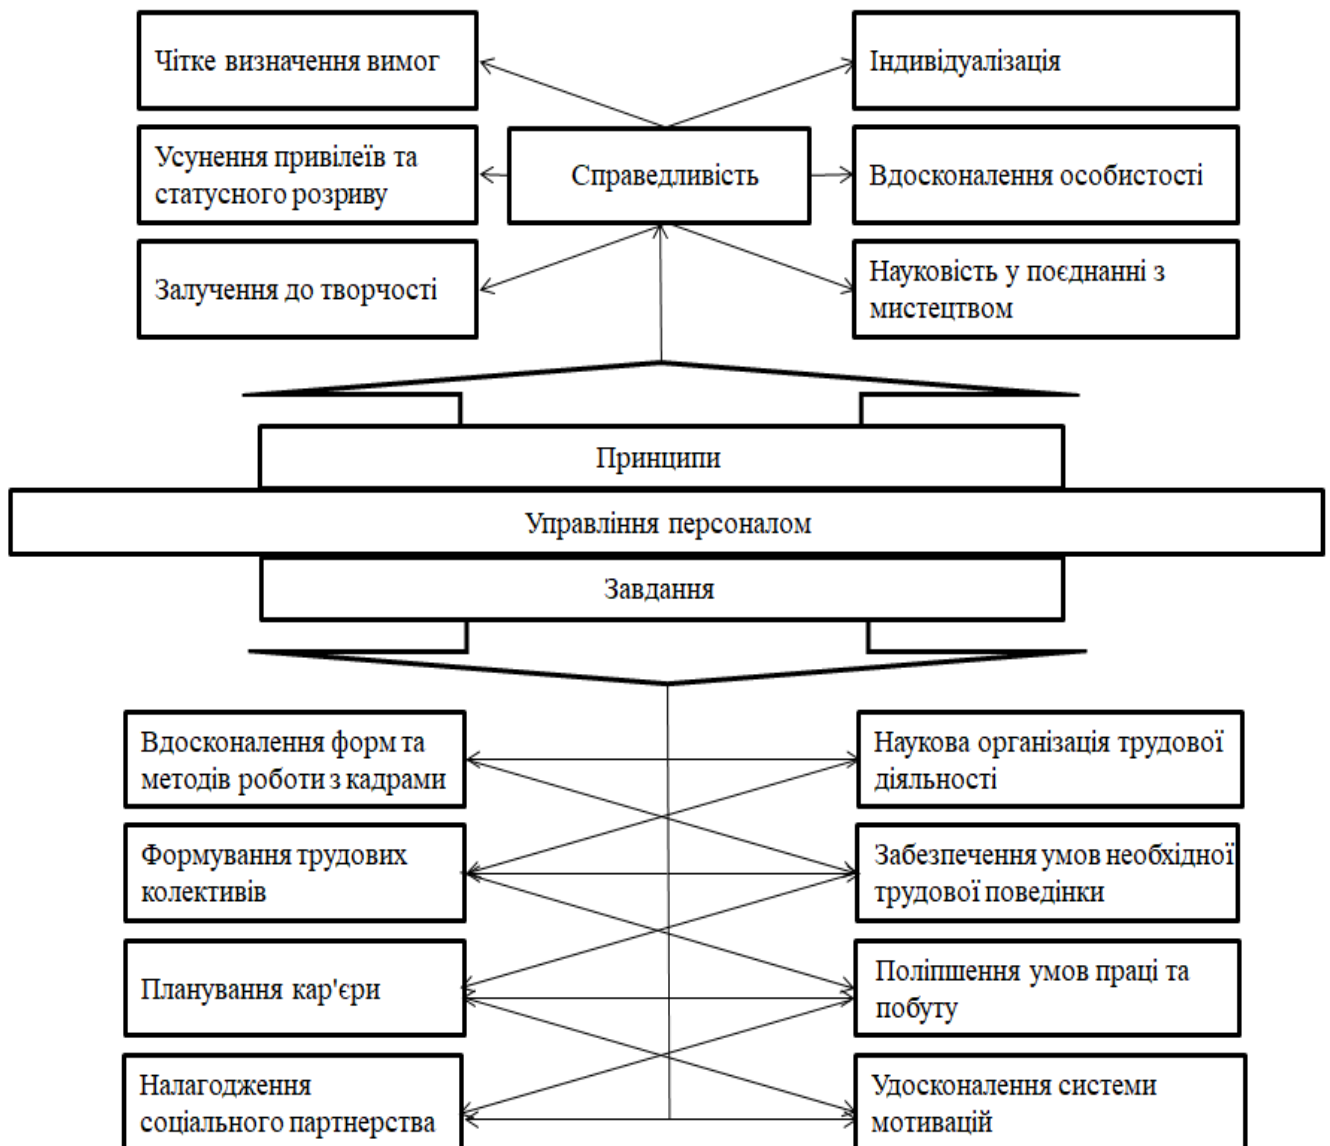 Чітке визначення вимог
Індивідуалізація
Усунення привілеїв та
статусного розриву
Справедливість
Вдосконалення особистості
Залучення до творчості
Науковість у поєднанні з
мистецтвом
Принципи
Управління персоналом
Завдання
Вдосконалення форм та
методів роботи з кадрами
Наукова організація трудової
діяльності
Формування трудових
колективів
Забезпечення умов необхідної
трудової поведінки
Планування кар'єри
Поліпшення умов праці та
побуту
Налагодження
соціального партнерства
Удосконалення системи
мотивацій